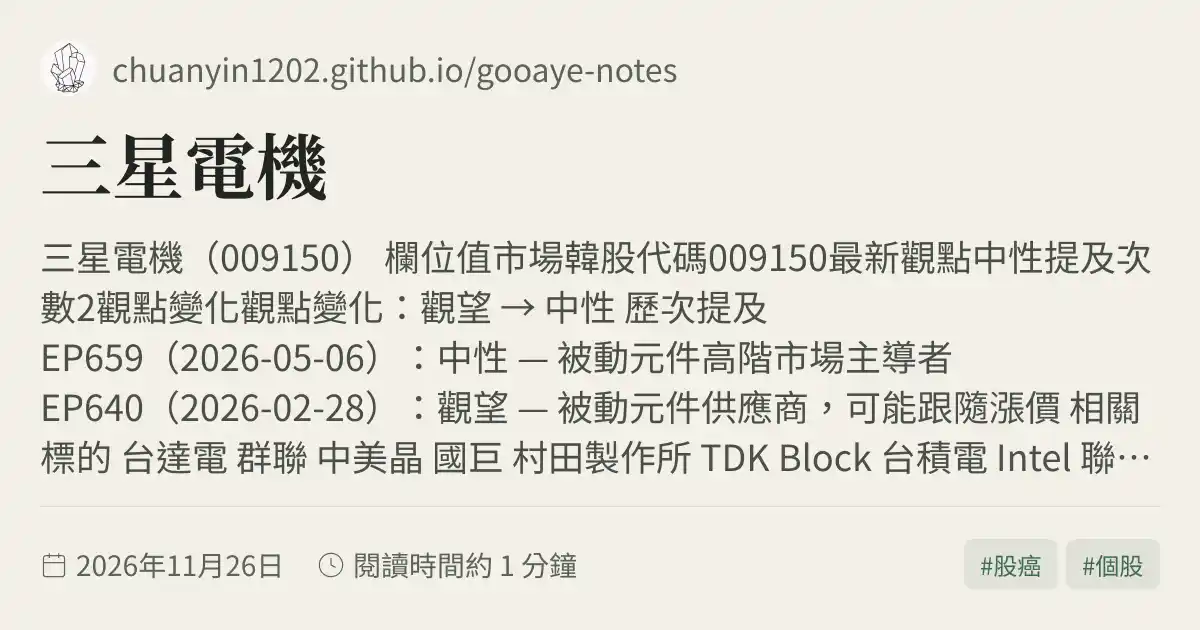 chuanyin1202.github.io/gooaye-notes
三星電機
三星電機（009150） 欄位值市場韓股代碼009150最新觀點中性提及次
數2觀點變化觀點變化：觀望 → 中性 歷次提及
EP659（2026-05-06）：中性 — 被動元件高階市場主導者
EP640（2026-02-28）：觀望 — 被動元件供應商，可能跟隨漲價 相關
標的 台達電 群聯 中美晶 國巨 村田製作所 TDK Block 台積電 Intel 聯…
2026年11月26日 閱讀時間約 1 分鐘 #股癌 #個股